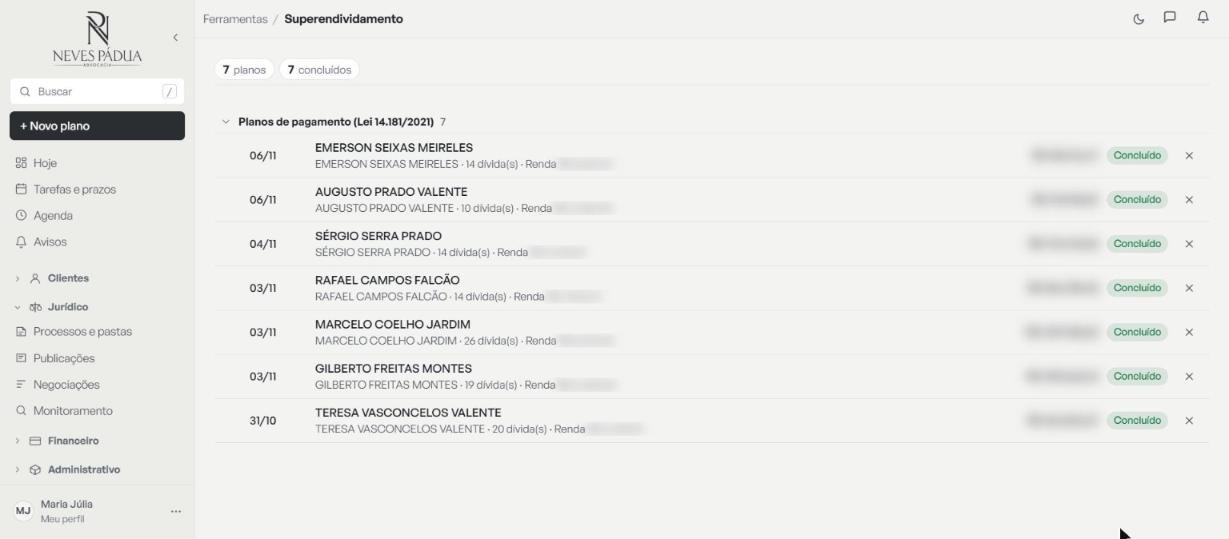 NEVES PÁDUA
ADVOCACIA
Buscar /
+ Novo plano
Hoje
Tarefas e prazos
Agenda
Avisos
Clientes
Jurídico
Processos e pastas
Publicações
Negociações
Monitoramento
Financeiro
Administrativo
MJ
Maria Júlia
Meu perfil
Ferramentas / Superendividamento
7 planos 7 concluídos
Planos de pagamento (Lei 14.181/2021) 7
06/11
EMERSON SEIXAS MEIRELES
EMERSON SEIXAS MEIRELES · 14 dívida(s) · Renda
Concluído
06/11
AUGUSTO PRADO VALENTE
AUGUSTO PRADO VALENTE · 10 dívida(s) · Renda
Concluído
04/11
SÉRGIO SERRA PRADO
SÉRGIO SERRA PRADO · 14 dívida(s) · Renda
Concluído
03/11
RAFAEL CAMPOS FALCÃO
RAFAEL CAMPOS FALCÃO · 14 dívida(s) · Renda
Concluído
03/11
MARCELO COELHO JARDIM
MARCELO COELHO JARDIM · 26 dívida(s) · Renda
Concluído
03/11
GILBERTO FREITAS MONTES
GILBERTO FREITAS MONTES · 19 dívida(s) · Renda
Concluído
31/10
TERESA VASCONCELOS VALENTE
TERESA VASCONCELOS VALENTE · 20 dívida(s) · Renda
Concluído